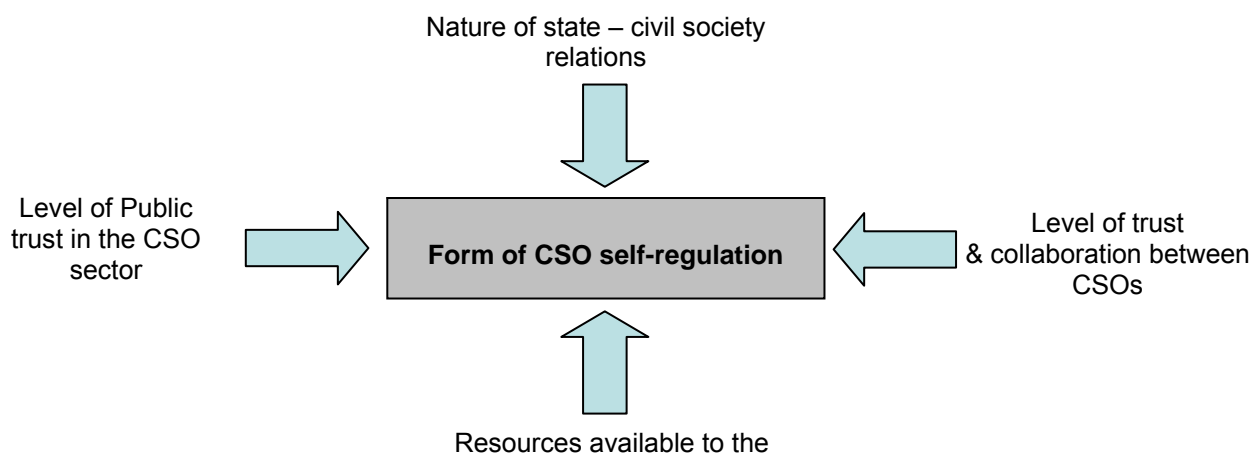 Nature of state – civil society
relations
Level of Public
trust in the CSO
sector
Form of CSO self-regulation
Level of trust
& collaboration between
CSOs
Resources available to the